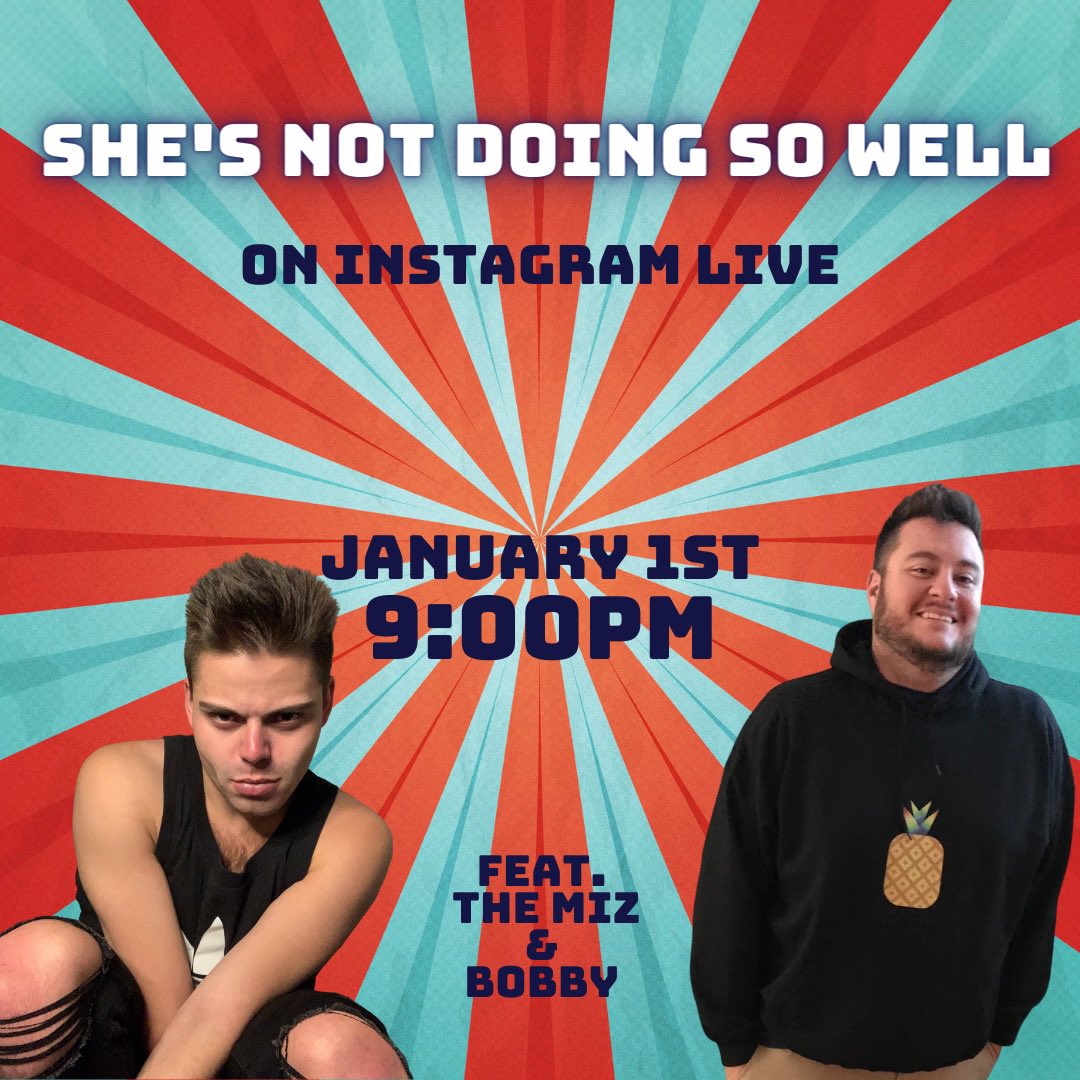 SHE'S NOT DOING SO WELL
ON INSTAGRAM LIVE
JANUARY 1ST
9:00PM
FEAT.
THE MIZ
&
BOBBY